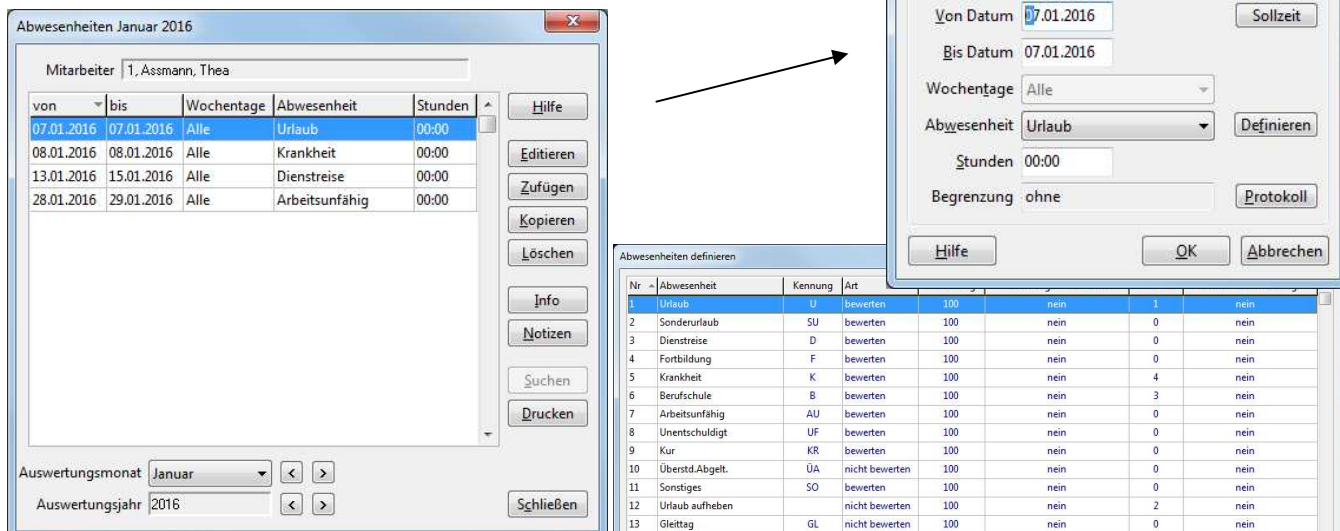 Abwesenheiten Januar 2016
Mitarbeiter 1, Assmann, Thea
von bis Wochentage Abwesenheit Stunden
07.01.2016 07.01.2016 Alle Urlaub 00:00
08.01.2016 08.01.2016 Alle Krankheit 00:00
13.01.2016 15.01.2016 Alle Dienstreise 00:00
28.01.2016 29.01.2016 Alle Arbeitsunfähig 00:00
Hilfe
Editieren
Zufügen
Kopieren
Löschen
Info
Notizen
Suchen
Drucken
Auswertungsmonat Januar < >
Auswertungsjahr 2016 < >
Schließen
Von Datum 07.01.2016 Sollzeit
Bis Datum 07.01.2016
Wochentage Alle
Abwesenheit Urlaub Definieren
Stunden 00:00
Begrenzung ohne Protokoll
Hilfe OK Abbrechen
Abwesenheiten definieren
Nr Abwesenheit Kennung Art
1 Urlaub U bewerten 100 nein 1 nein
2 Sonderurlaub SU bewerten 100 nein 0 nein
3 Dienstreise D bewerten 100 nein 0 nein
4 Fortbildung F bewerten 100 nein 0 nein
5 Krankheit K bewerten 100 nein 4 nein
6 Berufschule B bewerten 100 nein 3 nein
7 Arbeitsunfähig AU bewerten 100 nein 0 nein
8 Unentschuldigt UF bewerten 100 nein 0 nein
9 Kur KR bewerten 100 nein 0 nein
10 Überstd.Abgelt. ÜA nicht bewerten 100 nein 0 nein
11 Sonstiges SO bewerten 100 nein 0 nein
12 Urlaub aufheben nicht bewerten 100 nein 2 nein
13 Gleittag GL nicht bewerten 100 nein 0 nein